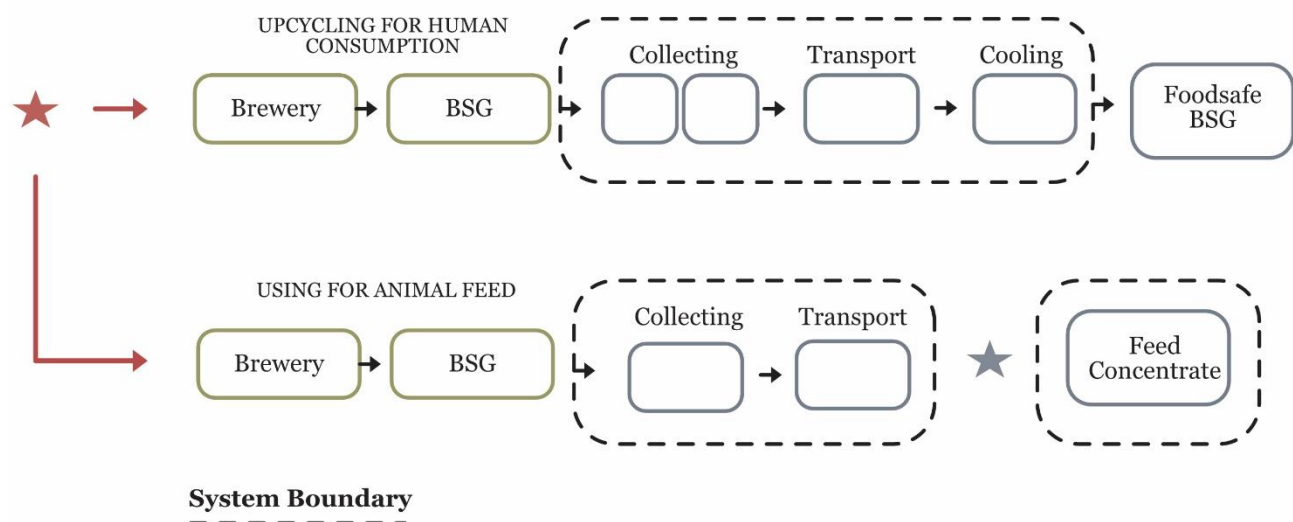 UPCYCLING FOR HUMAN
CONSUMPTION
Collecting
Transport
Cooling
Brewery
BSG
Foodsafe
BSG
USING FOR ANIMAL FEED
Collecting
Transport
Brewery
BSG
Feed
Concentrate
System Boundary